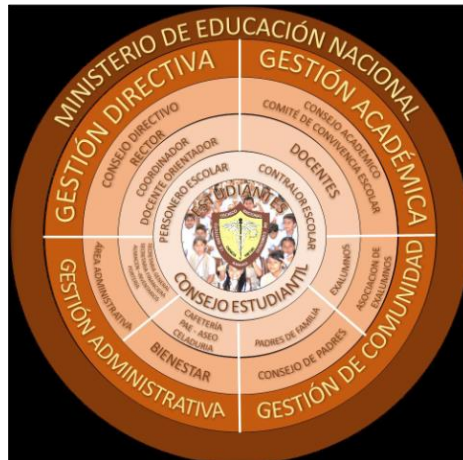 MINISTERIO DE EDUCACIÓN NACIONAL
GESTIÓN DIRECTIVA
GESTIÓN ACADÉMICA
CONSEJO DIRECTIVO
RECTOR
COORDINADOR
DOCENTE ORIENTADOR
PERSONERO ESCOLAR
CONSEJO ACADÉMICO
COMITÉ DE CONVIVENCIA ESCOLAR
DOCENTES
CONTRALOR ESCOLAR
ESTUDIANTES
CONSEJO ESTUDIANTIL
ÁREA ADMINISTRATIVA
CAFETERÍA
PAE - ASEO
CELADURIA
BIENESTAR
GESTIÓN ADMINISTRATIVA
EXALUMNOS
ASOCIACION DE
EXALUMNOS
PADRES DE FAMILIA
CONSEJO DE PADRES
GESTIÓN DE COMUNIDAD